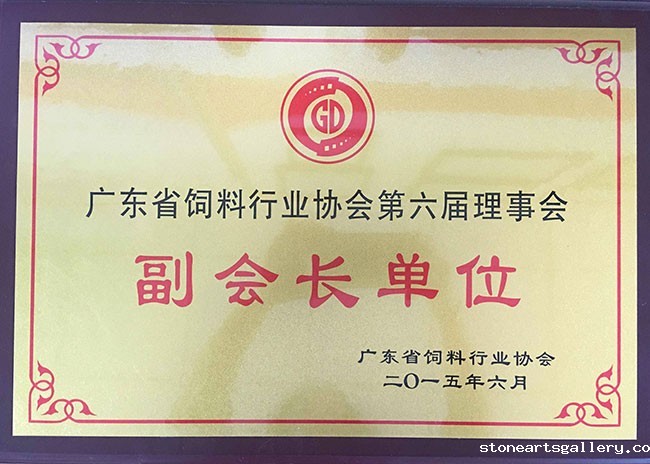 GD
广东省饲料行业协会第六届理事会
副会长单位
广东省饲料行业协会
二〇一五年六月
stoneartsgallery.co